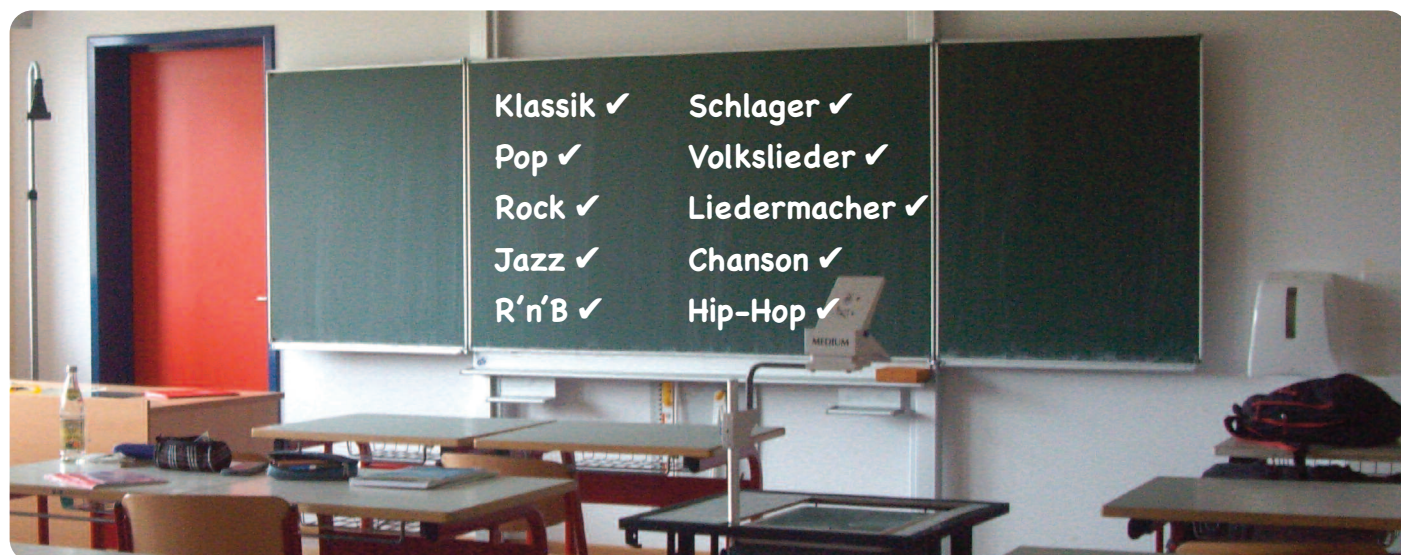 Klassik ✔ Schlager ✔
Pop ✔ Volkslieder ✔
Rock ✔ Liedermacher ✔
Jazz ✔ Chanson ✔
R’n’B ✔ Hip-Hop ✔
MEDIUM